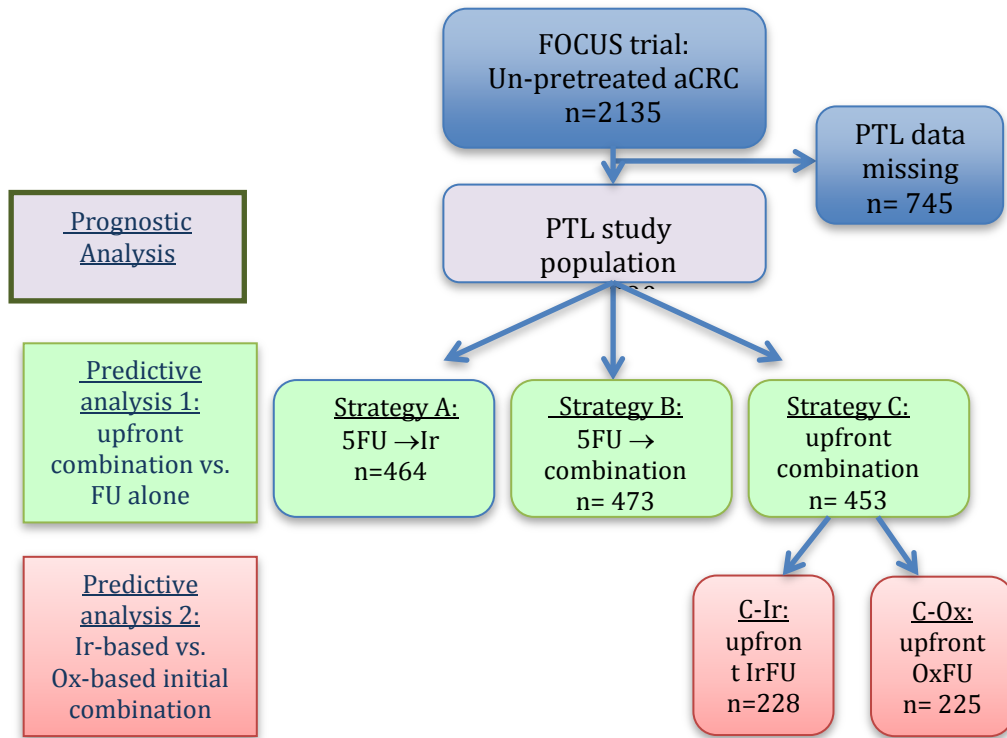 FOCUS trial:
Un-pretreated aCRC
n=2135
PTL data
missing
n= 745
Prognostic
Analysis
PTL study
population
Predictive
analysis 1:
upfront
combination vs.
FU alone
Strategy A:
5FU →Ir
n=464
Strategy B:
5FU →
combination
n= 473
Strategy C:
upfront
combination
n= 453
Predictive
analysis 2:
Ir-based vs.
Ox-based initial
combination
C-Ir:
upfron
t IrFU
n=228
C-Ox:
upfront
OxFU
n= 225